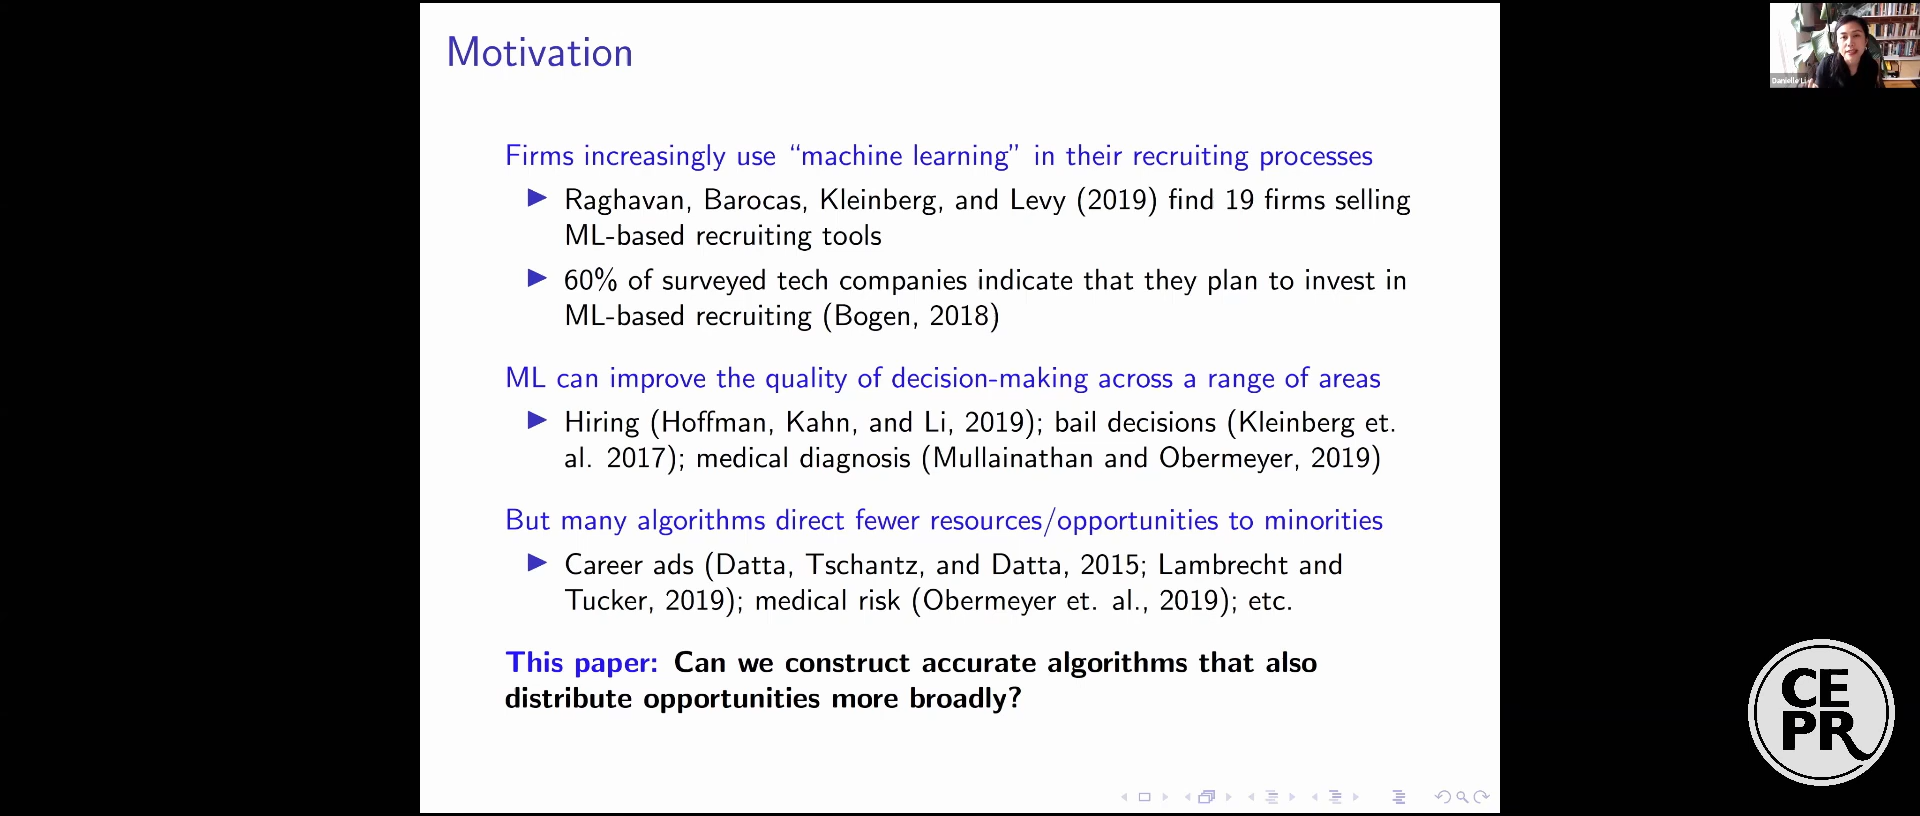 Motivation
Danielle Li
Firms increasingly use “machine learning” in their recruiting processes
Raghavan, Barocas, Kleinberg, and Levy (2019) find 19 firms selling
ML-based recruiting tools
60% of surveyed tech companies indicate that they plan to invest in
ML-based recruiting (Bogen, 2018)
ML can improve the quality of decision-making across a range of areas
Hiring (Hoffman, Kahn, and Li, 2019); bail decisions (Kleinberg et.
al. 2017); medical diagnosis (Mullainathan and Obermeyer, 2019)
But many algorithms direct fewer resources/opportunities to minorities
Career ads (Datta, Tschantz, and Datta, 2015; Lambrecht and
Tucker, 2019); medical risk (Obermeyer et. al., 2019); etc.
This paper: Can we construct accurate algorithms that also
distribute opportunities more broadly?
CE
PR